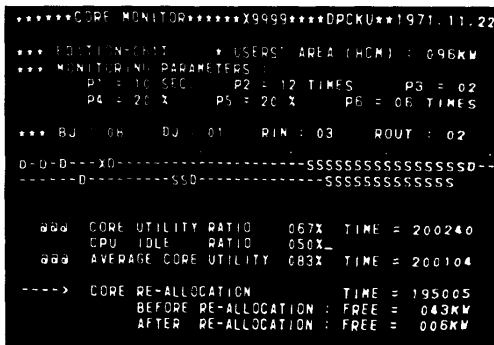 ******CORE MONITOR******X9999****DPCKU**1971.11.22
*** EDITION-CHAT * USERS' AREA (HCM) : 096KW
*** MONITORING PARAMETERS :
P1 = 10 SEC. P2 = 12 TIMES P3 = 02
P4 = 20 % P5 = 20 % P6 = 06 TIMES
*** BJ : 06 DJ : 01 RIN : 03 ROUT : 02
D-D-D---XD--------------------------SSSSSSSSSSSSSSSSD--
-------D----------SSD----------------SSSSSSSSSSSSSS
@@@ CORE UTILITY RATIO 067% TIME = 200240
CPU IDLE RATIO 050%_
@@@ AVERAGE CORE UTILITY 083% TIME = 200104
----> CORE RE-ALLOCATION TIME = 195005
BEFORE RE-ALLOCATION : FREE = 043KW
AFTER RE-ALLOCATION : FREE = 006KW